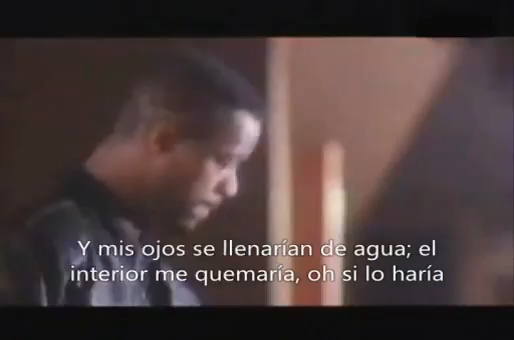 Y mis ojos se llenarían de agua; el
interior me quemaría, oh si lo haría